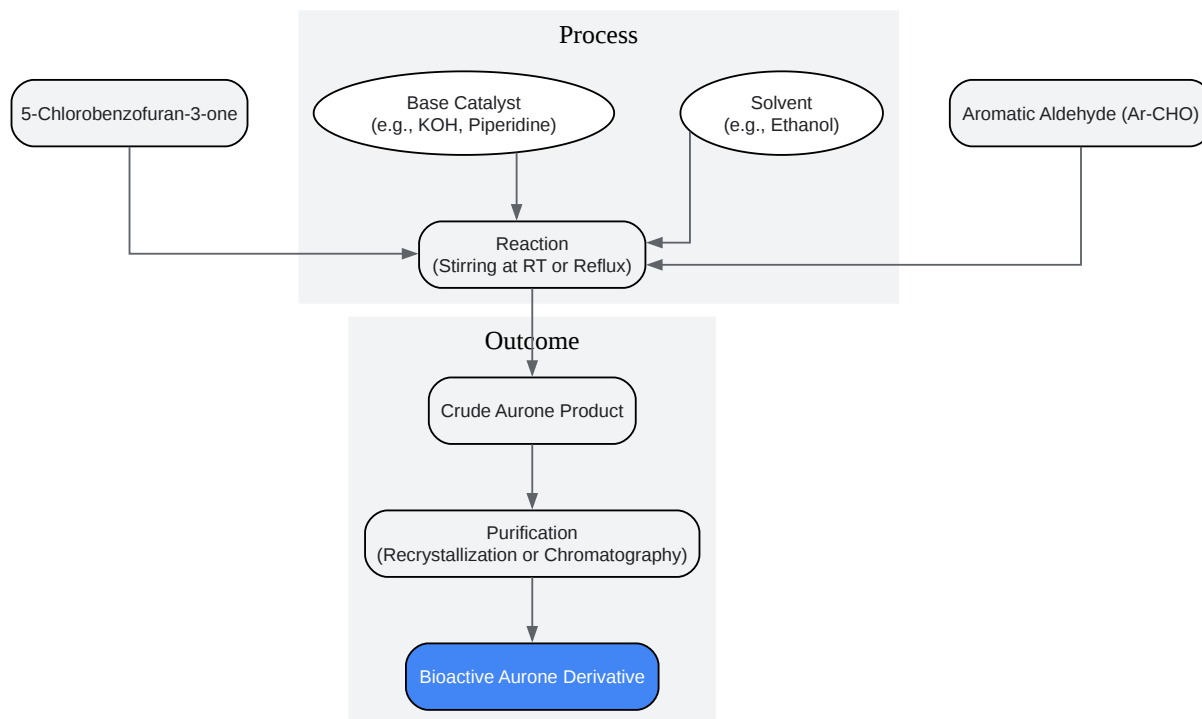 Process
5-Chlorobenzofuran-3-one
Base Catalyst
(e.g., KOH, Piperidine)
Solvent
(e.g., Ethanol)
Aromatic Aldehyde (Ar-CHO)
Reaction
(Stirring at RT or Reflux)
Outcome
Crude Aurone Product
Purification
(Recrystallization or Chromatography)
Bioactive Aurone Derivative